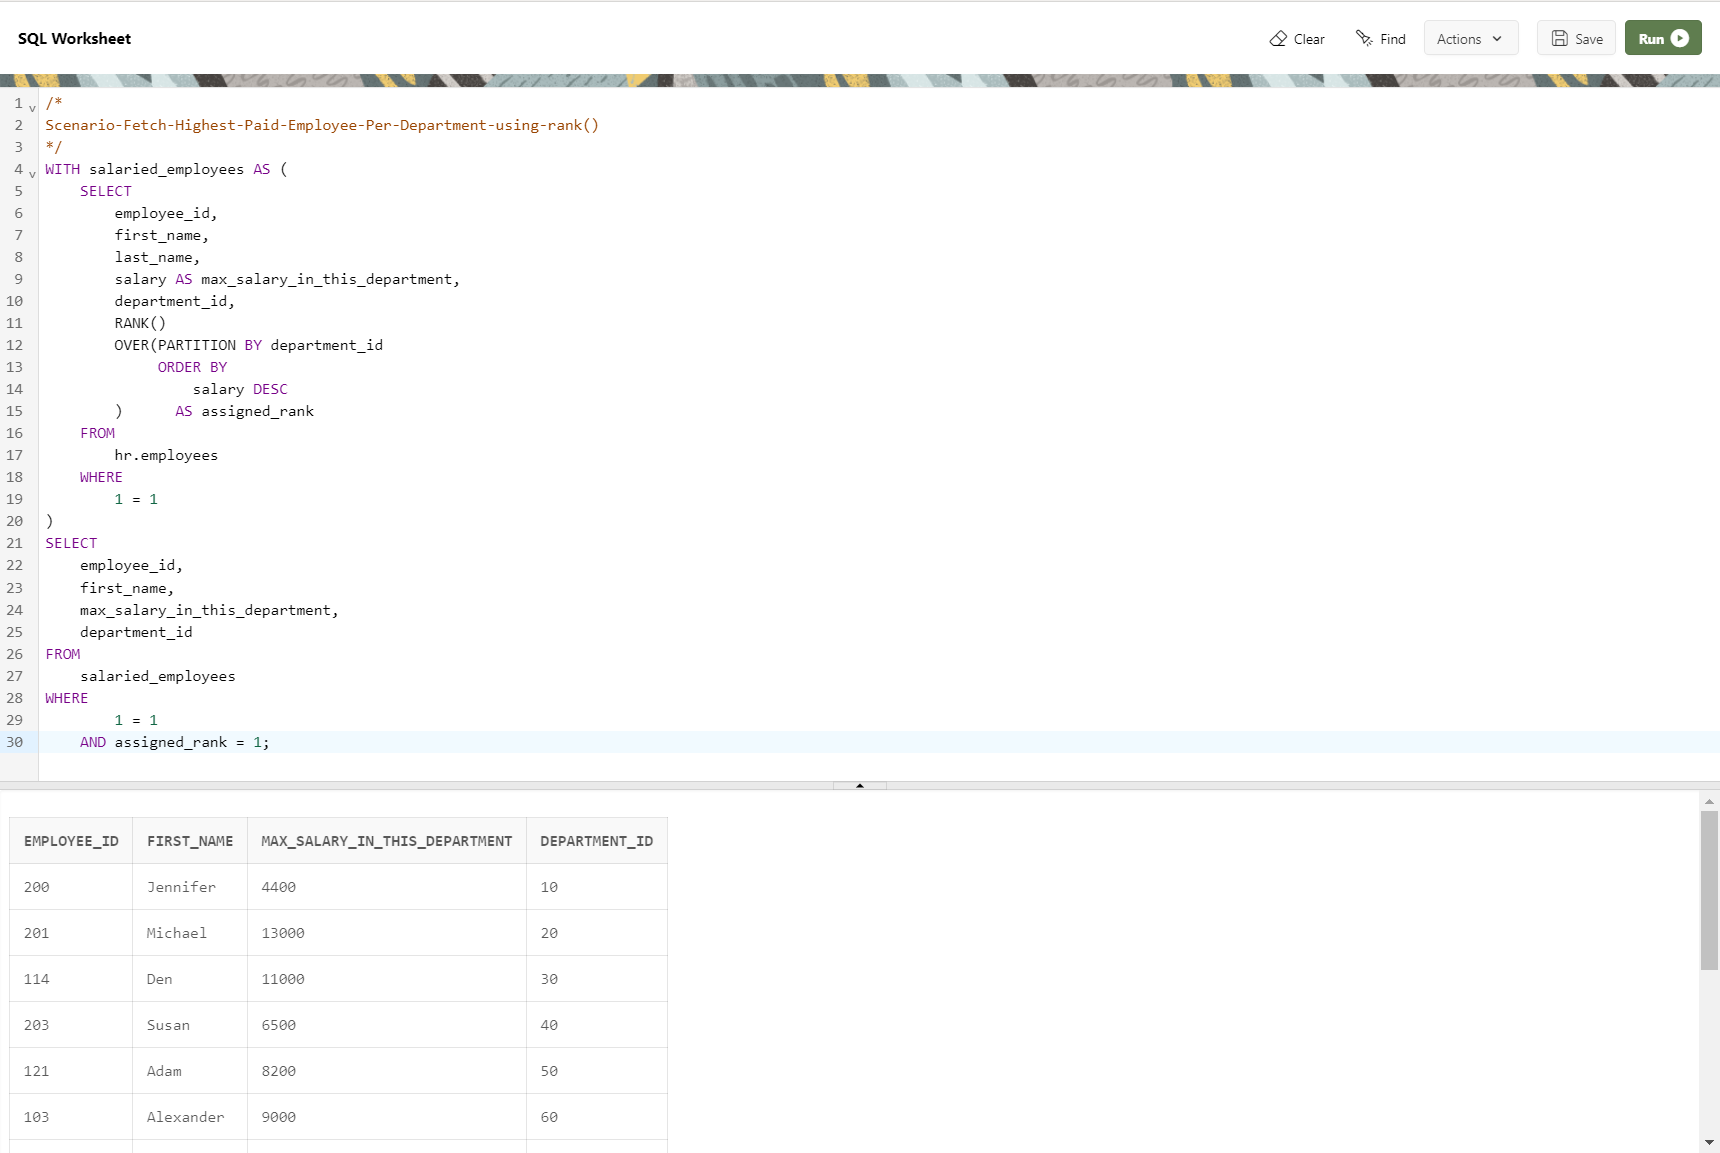 SQL Worksheet
Clear Find Actions Save Run
1 /*
2 Scenario-Fetch-Highest-Paid-Employee-Per-Department-using-rank()
3 */
4 WITH salaried_employees AS (
5     SELECT
6         employee_id,
7         first_name,
8         last_name,
9         salary AS max_salary_in_this_department,
10         department_id,
11         RANK()
12         OVER(PARTITION BY department_id
13              ORDER BY
14                  salary DESC
15         )      AS assigned_rank
16     FROM
17         hr.employees
18     WHERE
19         1 = 1
20 )
21 SELECT
22     employee_id,
23     first_name,
24     max_salary_in_this_department,
25     department_id
26 FROM
27     salaried_employees
28 WHERE
29         1 = 1
30     AND assigned_rank = 1;
EMPLOYEE_ID FIRST_NAME MAX_SALARY_IN_THIS_DEPARTMENT DEPARTMENT_ID
200 Jennifer 4400 10
201 Michael 13000 20
114 Den 11000 30
203 Susan 6500 40
121 Adam 8200 50
103 Alexander 9000 60